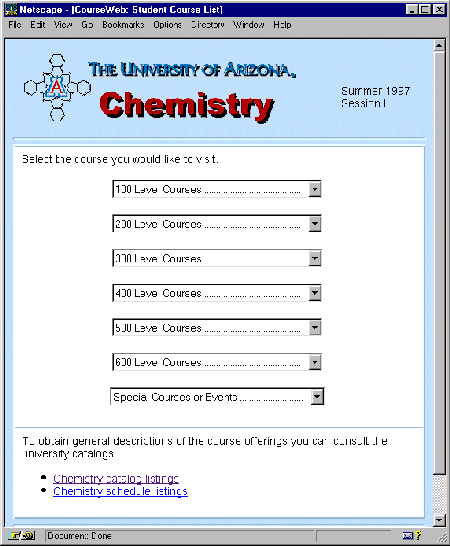 Netscape - [CourseWeb: Student Course List]
File Edit View Go Bookmarks Options Directory Window Help
A
THE UNIVERSITY OF ARIZONA®
Chemistry
Summer 1997
Session I
Select the course you would like to visit.
100 Level Courses ..................................
200 Level Courses ..................................
300 Level Courses ..................................
400 Level Courses ..................................
500 Level Courses ..................................
600 Level Courses ..................................
Special Courses or Events .......................
To obtain general descriptions of the course offerings you can consult the
university catalogs.
Chemistry catalog listings
Chemistry schedule listings
Document: Done